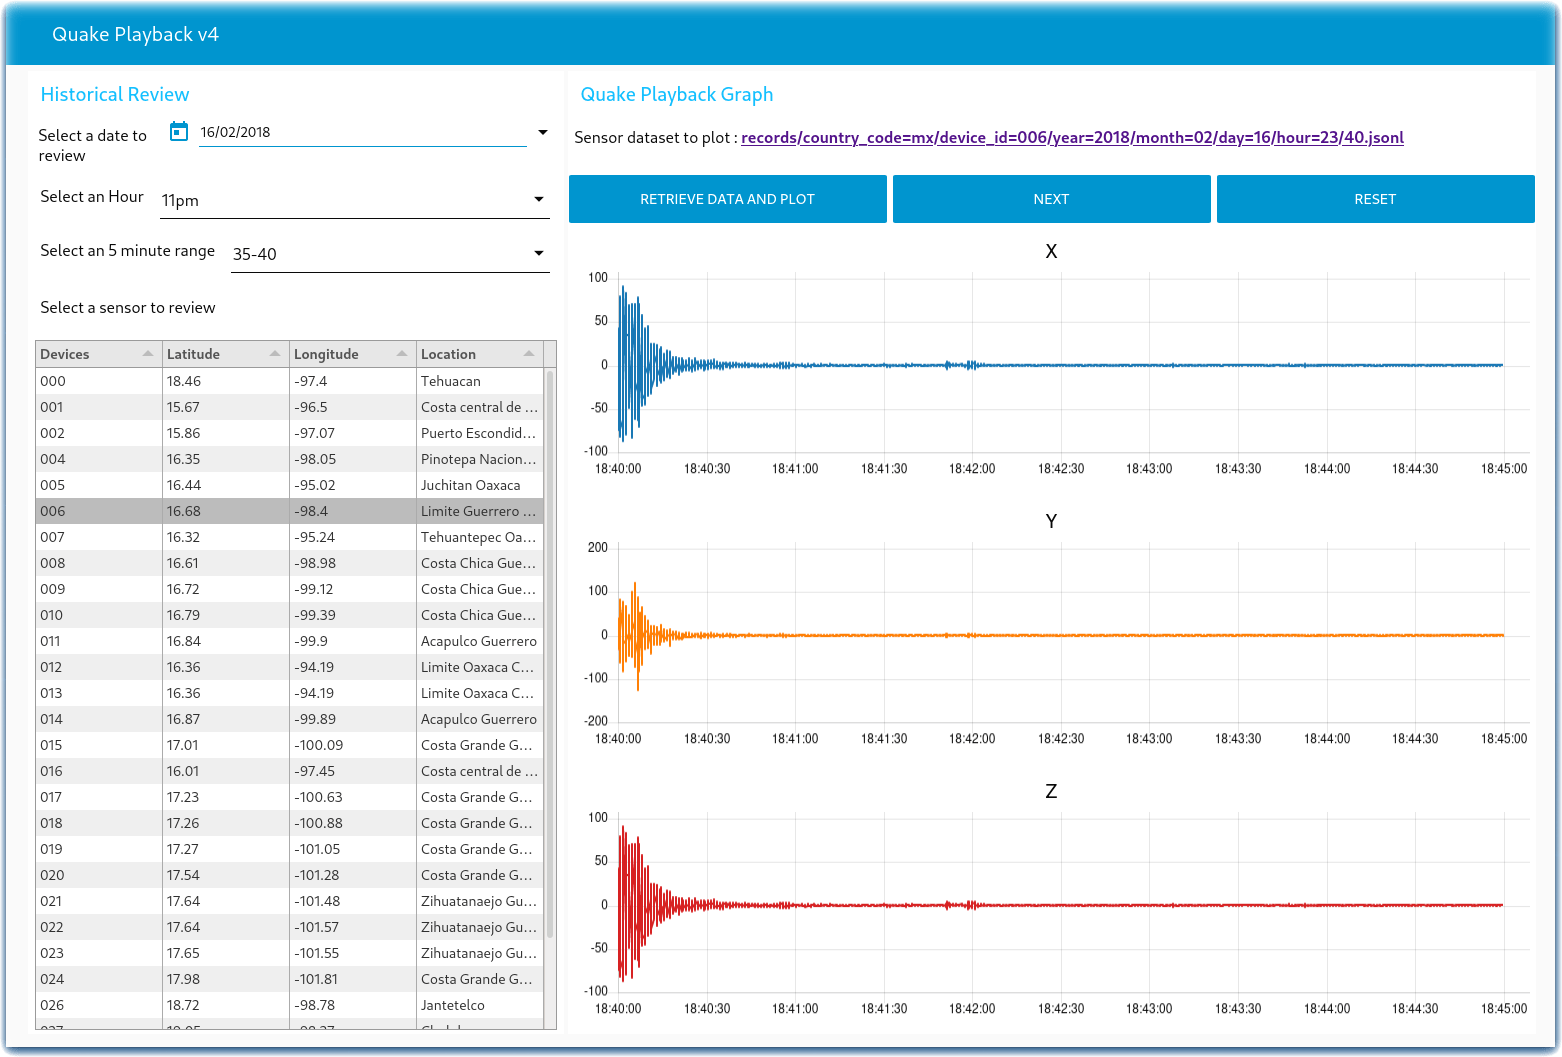 Quake Playback v4
Historical Review
Select a date to
review
16/02/2018
Select an Hour
11pm
Select an 5 minute range
35-40
Select a sensor to review
Devices Latitude Longitude Location
000 18.46 -97.4 Tehuacan
001 15.67 -96.5 Costa central de ...
002 15.86 -97.07 Puerto Escondid...
004 16.35 -98.05 Pinotepa Nacion...
005 16.44 -95.02 Juchitan Oaxaca
006 16.68 -98.4 Limite Guerrero ...
007 16.32 -95.24 Tehuantepec Oa...
008 16.61 -98.98 Costa Chica Gue...
009 16.72 -99.12 Costa Chica Gue...
010 16.79 -99.39 Costa Chica Gue...
011 16.84 -99.9 Acapulco Guerrero
012 16.36 -94.19 Limite Oaxaca C...
013 16.36 -94.19 Limite Oaxaca C...
014 16.87 -99.89 Acapulco Guerrero
015 17.01 -100.09 Costa Grande G...
016 16.01 -97.45 Costa central de ...
017 17.23 -100.63 Costa Grande G...
018 17.26 -100.88 Costa Grande G...
019 17.27 -101.05 Costa Grande G...
020 17.54 -101.28 Costa Grande G...
021 17.64 -101.48 Zihuatanaejo Gu...
022 17.64 -101.57 Zihuatanaejo Gu...
023 17.65 -101.55 Zihuatanaejo Gu...
024 17.98 -101.81 Costa Grande G...
026 18.72 -98.78 Jantetelco
Quake Playback Graph
Sensor dataset to plot : records/country_code=mx/device_id=006/year=2018/month=02/day=16/hour=23/40.jsonl
RETRIEVE DATA AND PLOT NEXT RESET
X
100
50
0
-50
-100
18:40:00 18:40:30 18:41:00 18:41:30 18:42:00 18:42:30 18:43:00 18:43:30 18:44:00 18:44:30 18:45:00
Y
200
100
0
-100
-200
18:40:00 18:40:30 18:41:00 18:41:30 18:42:00 18:42:30 18:43:00 18:43:30 18:44:00 18:44:30 18:45:00
Z
100
50
0
-50
-100
18:40:00 18:40:30 18:41:00 18:41:30 18:42:00 18:42:30 18:43:00 18:43:30 18:44:00 18:44:30 18:45:00